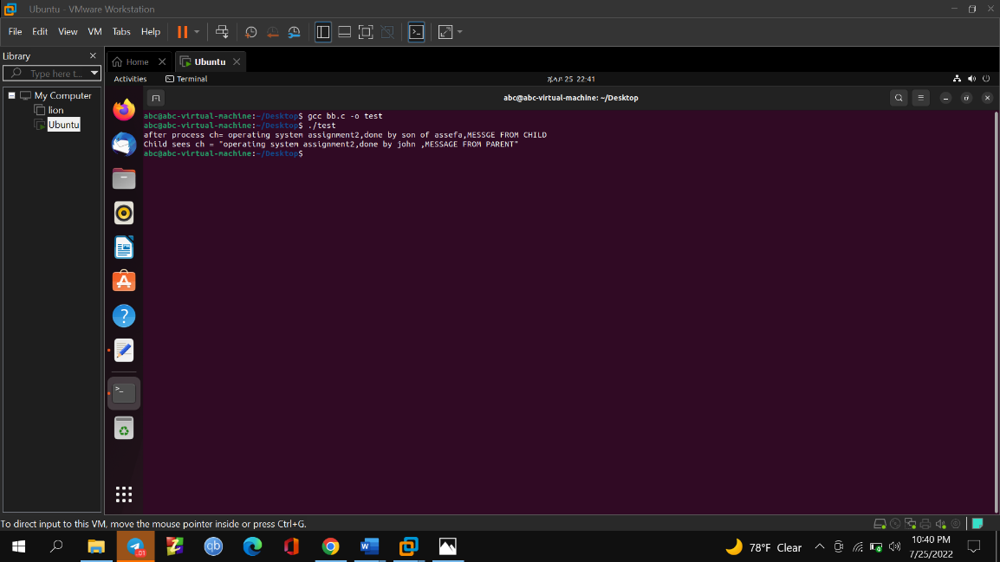 Ubuntu - VMware Workstation
File Edit View VM Tabs Help
Library
Home
Ubuntu
Type here t...
Activities
Terminal
ጁላይ 25 22:41
My Computer
lion
Ubuntu
abc@abc-virtual-machine: ~/Desktop
abc@abc-virtual-machine:~/Desktop$ gcc bb.c -o test
abc@abc-virtual-machine:~/Desktop$ ./test
after process ch= operating system assignment2,done by son of assefa,MESSGE FROM CHILD
Child sees ch = "operating system assignment2,done by john ,MESSAGE FROM PARENT"
abc@abc-virtual-machine:~/Desktop$
To direct input to this VM, move the mouse pointer inside or press Ctrl+G.
.01
qb
78°F Clear
10:40 PM
7/25/2022